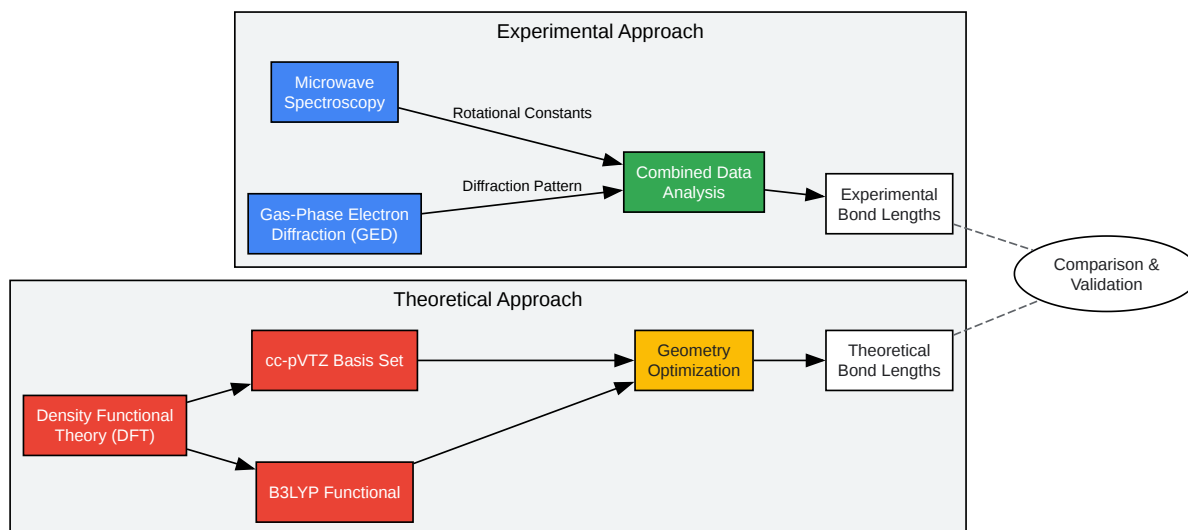 Experimental Approach
Microwave
Spectroscopy
Rotational Constants
Gas-Phase Electron
Diffraction (GED)
Diffraction Pattern
Combined Data
Analysis
Experimental
Bond Lengths
Comparison &
Validation
Theoretical Approach
Density Functional
Theory (DFT)
cc-pVTZ Basis Set
B3LYP Functional
Geometry
Optimization
Theoretical
Bond Lengths